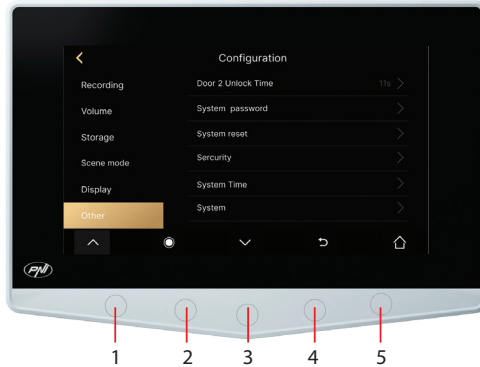 Configuration
Recording
Door 2 Unlock Time 11s
Volume
System password
Storage
System reset
Scene mode
Sercurity
Display
System Time
Other
System
PNI
1 2 3 4 5